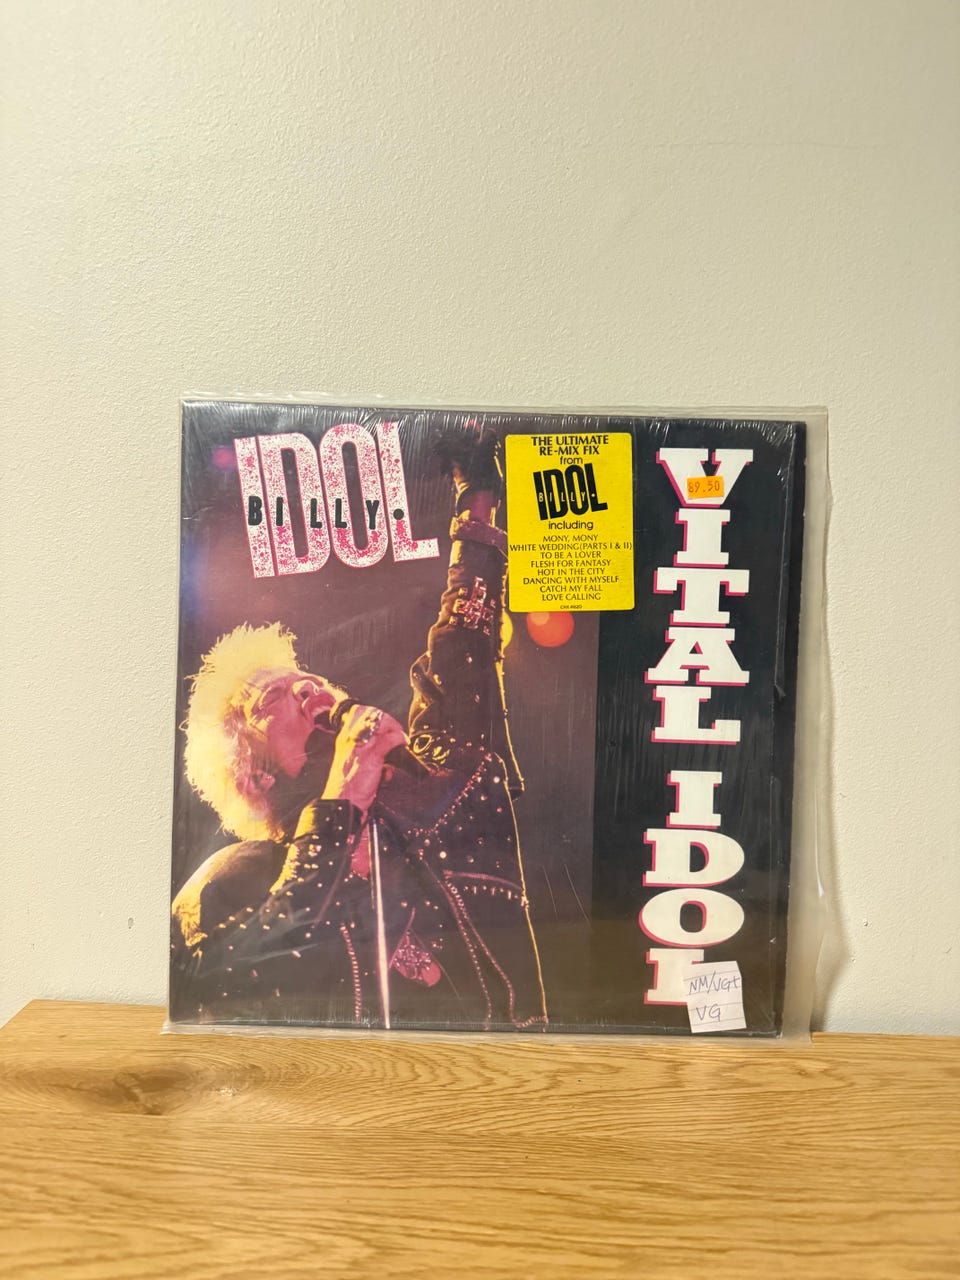 IDOL
BILLY.
THE ULTIMATE
RE-MIX FIX
from
IDOL
BILLY.
including
MONY, MONY
WHITE WEDDING (PARTS I & II)
TO BE A LOVER
FLESH FOR FANTASY
HOT IN THE CITY
DANCING WITH MYSELF
CATCH MY FALL
LOVE CALLING
VITAL IDOL
89.50
NM/VG+
VG